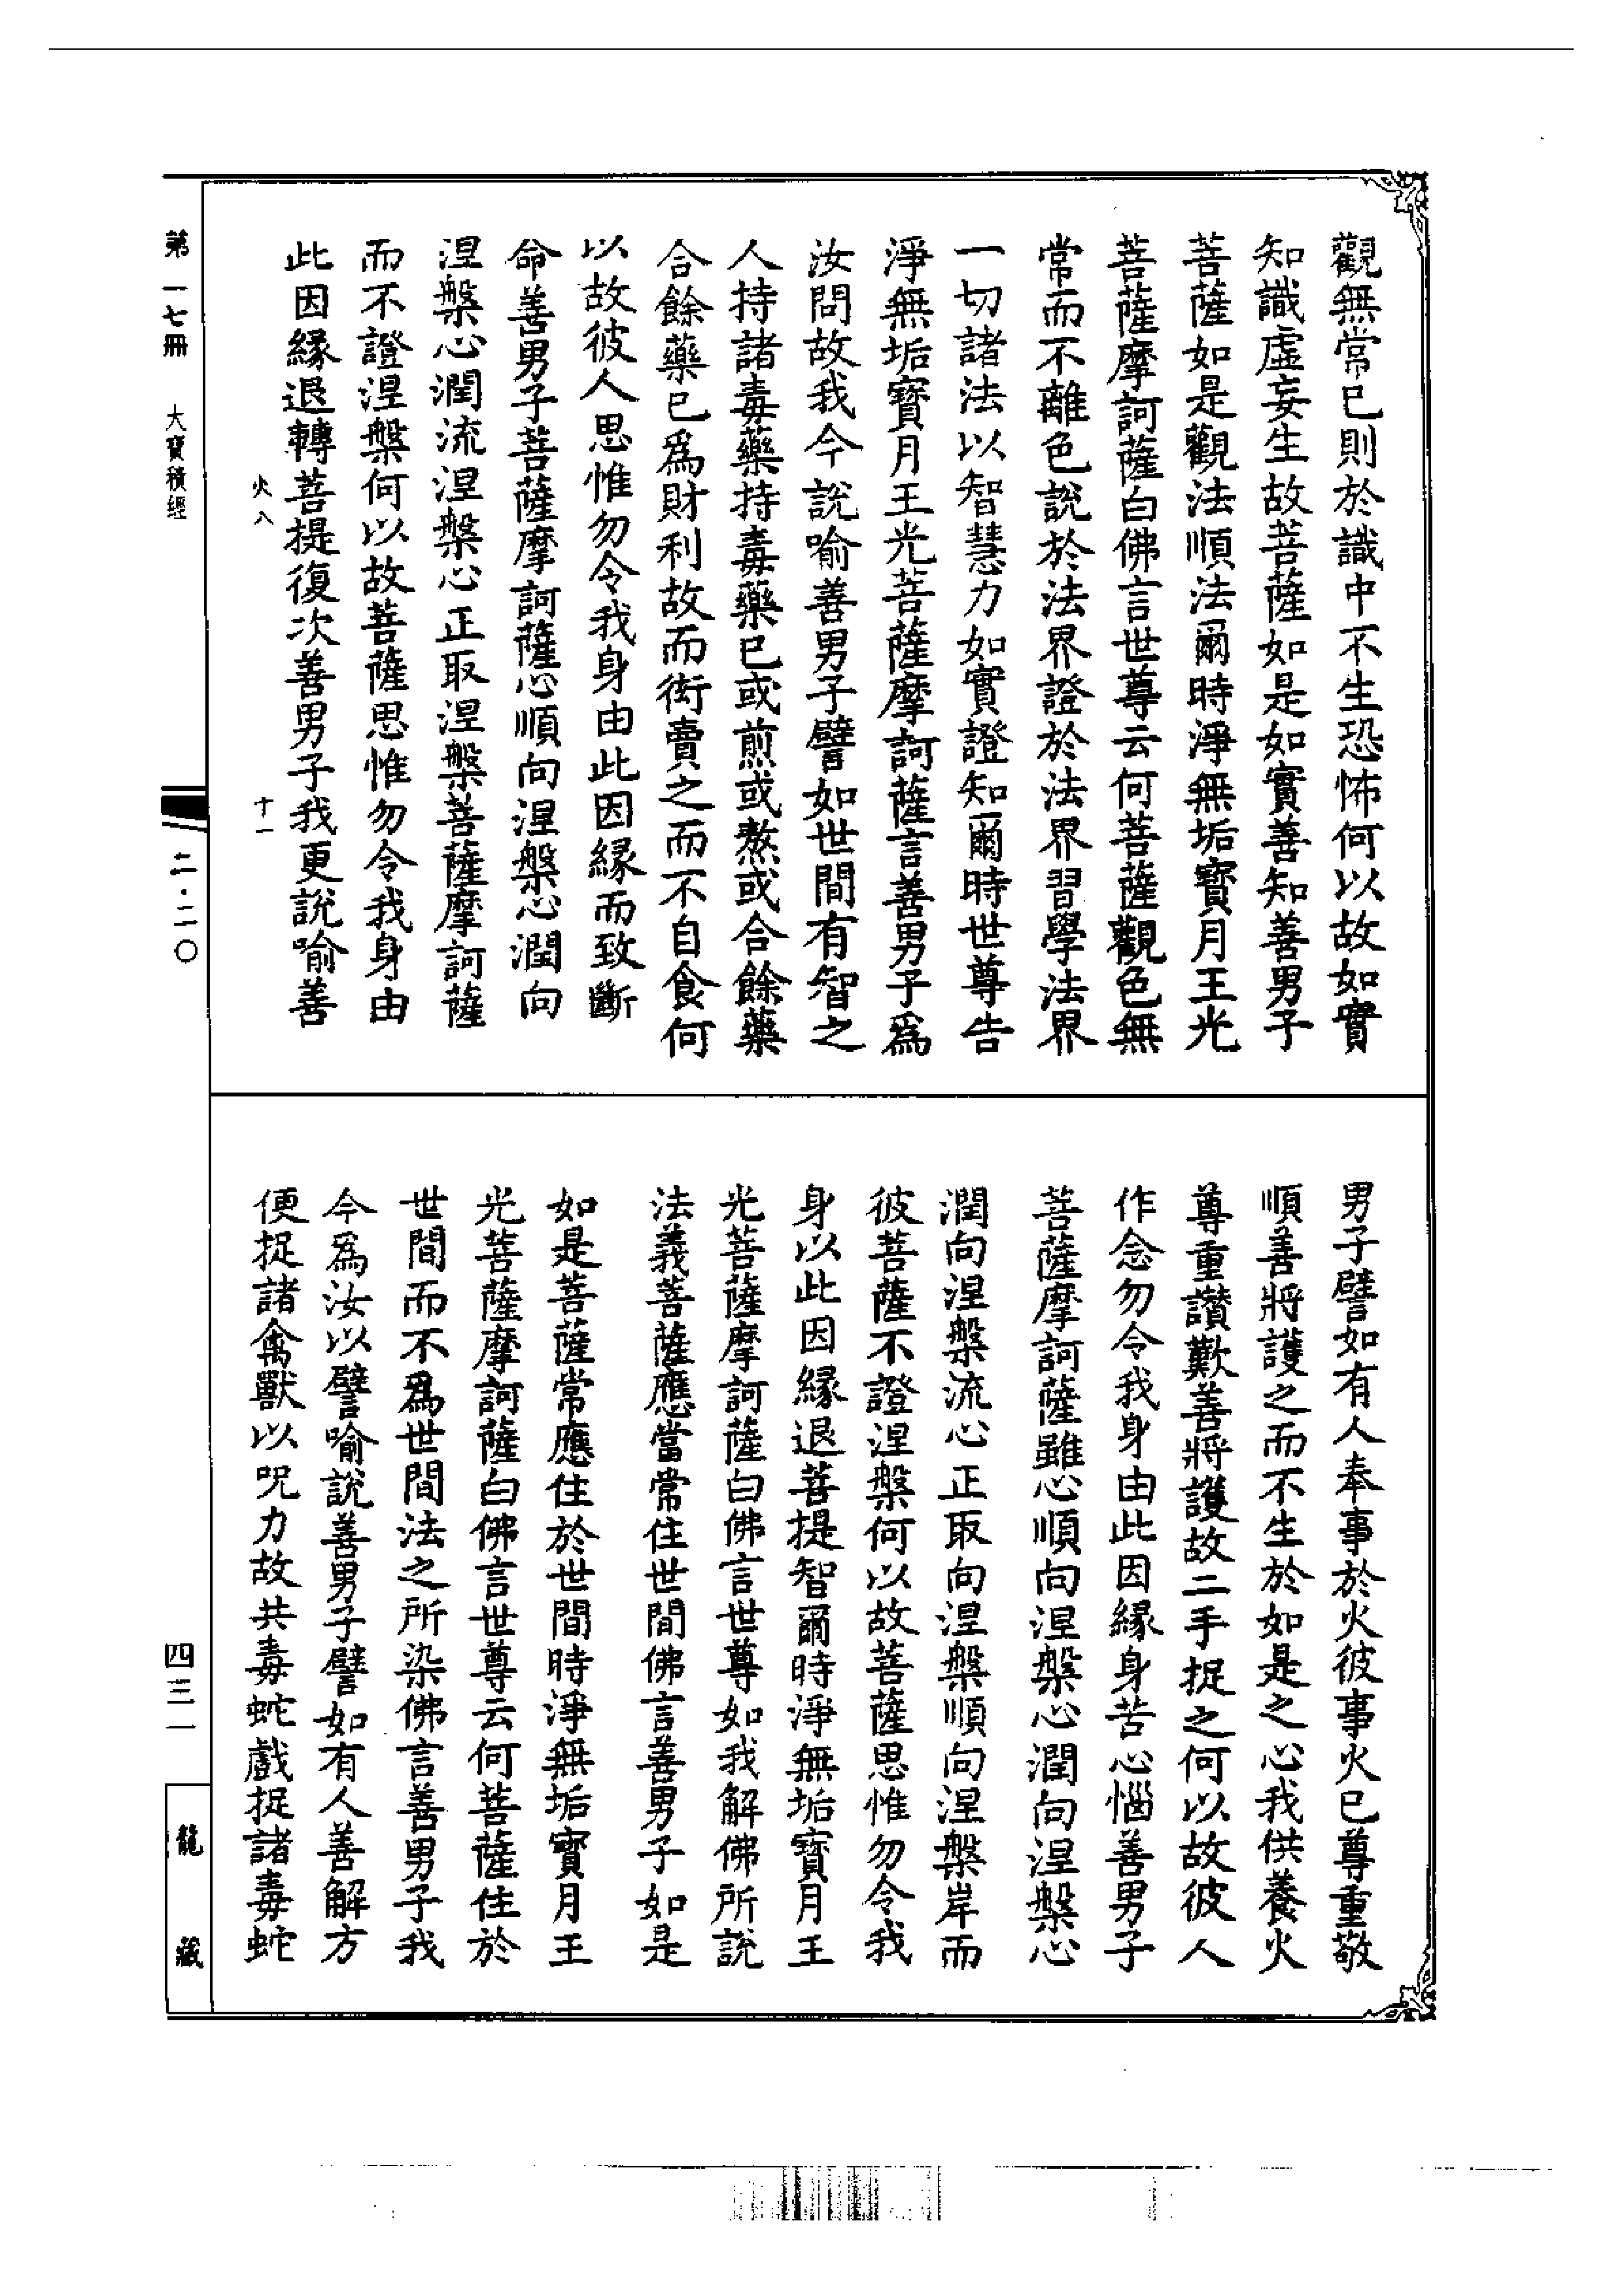 觀無常已則於識中不生恐怖何以故如實
知識虛妄生故菩薩如是如實善知善男子
菩薩如是觀法順法爾時淨無垢寶月王光
菩薩摩訶薩白佛言世尊云何菩薩觀色無
常而不離色說於法界證於法界習學法界
一切諸法以智慧力如實證知爾時世尊告
淨無垢寶月王光菩薩摩訶薩言善男子爲
汝問故我今說喻善男子譬如世間有智之
人持諸毒藥持毒藥已或煎或熬或合餘藥
合餘藥已爲財利故而衒賣之而不自食何
以故彼人思惟勿令我身由此因緣而致斷
命善男子菩薩摩訶薩心順向涅槃心潤向
涅槃心潤流涅槃心正取涅槃菩薩摩訶薩
而不證涅槃何以故菩薩思惟勿令我身由
此因緣退轉菩提復次善男子我更說喻善
火八 十一
男子譬如有人奉事於火彼事火已尊重敬
順善將護之而不生於如是之心我供養火
尊重讚歎善將護故二手捉之何以故彼人
作念勿令我身由此因緣身苦心惱善男子
菩薩摩訶薩雖心順向涅槃心潤向涅槃心
潤向涅槃流心正取向涅槃順向涅槃岸而
彼菩薩不證涅槃何以故菩薩思惟勿令我
身以此因緣退菩提智爾時淨無垢寶月王
光菩薩摩訶薩白佛言世尊如我解佛所說
法義菩薩應當常住世間佛言善男子如是
如是菩薩常應住於世間時淨無垢寶月王
光菩薩摩訶薩白佛言世尊云何菩薩住於
世間而不爲世間法之所染佛言善男子我
今爲汝以譬喻說善男子譬如有人善解方
便捉諸禽獸以呪力故共毒蛇戲捉諸毒蛇
第一七冊 大寶積經 二·二〇 四三一 龍藏